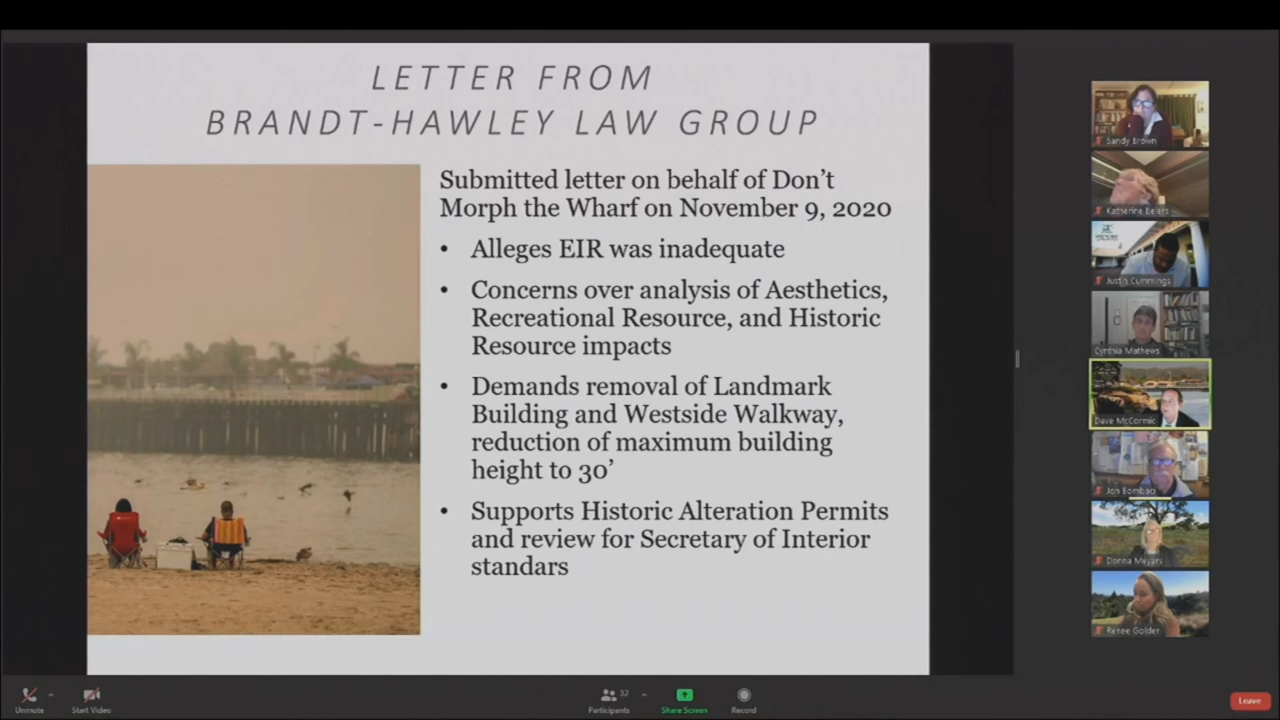 LETTER FROM
BRANDT-HAWLEY LAW GROUP
Submitted letter on behalf of Don't
Morph the Wharf on November 9, 2020
• Alleges EIR was inadequate
• Concerns over analysis of Aesthetics,
Recreational Resource, and Historic
Resource impacts
• Demands removal of Landmark
Building and Westside Walkway,
reduction of maximum building
height to 30'
• Supports Historic Alteration Permits
and review for Secretary of Interior
standars
Sandy Brown
Katherine Beiers
Justin Cummings
Cynthia Mathews
Dave McCormic
Jon Bombaci
Donna Meyers
Renee Golder
Unmute
Start Video
32
Participants
Share Screen
Record
Leave